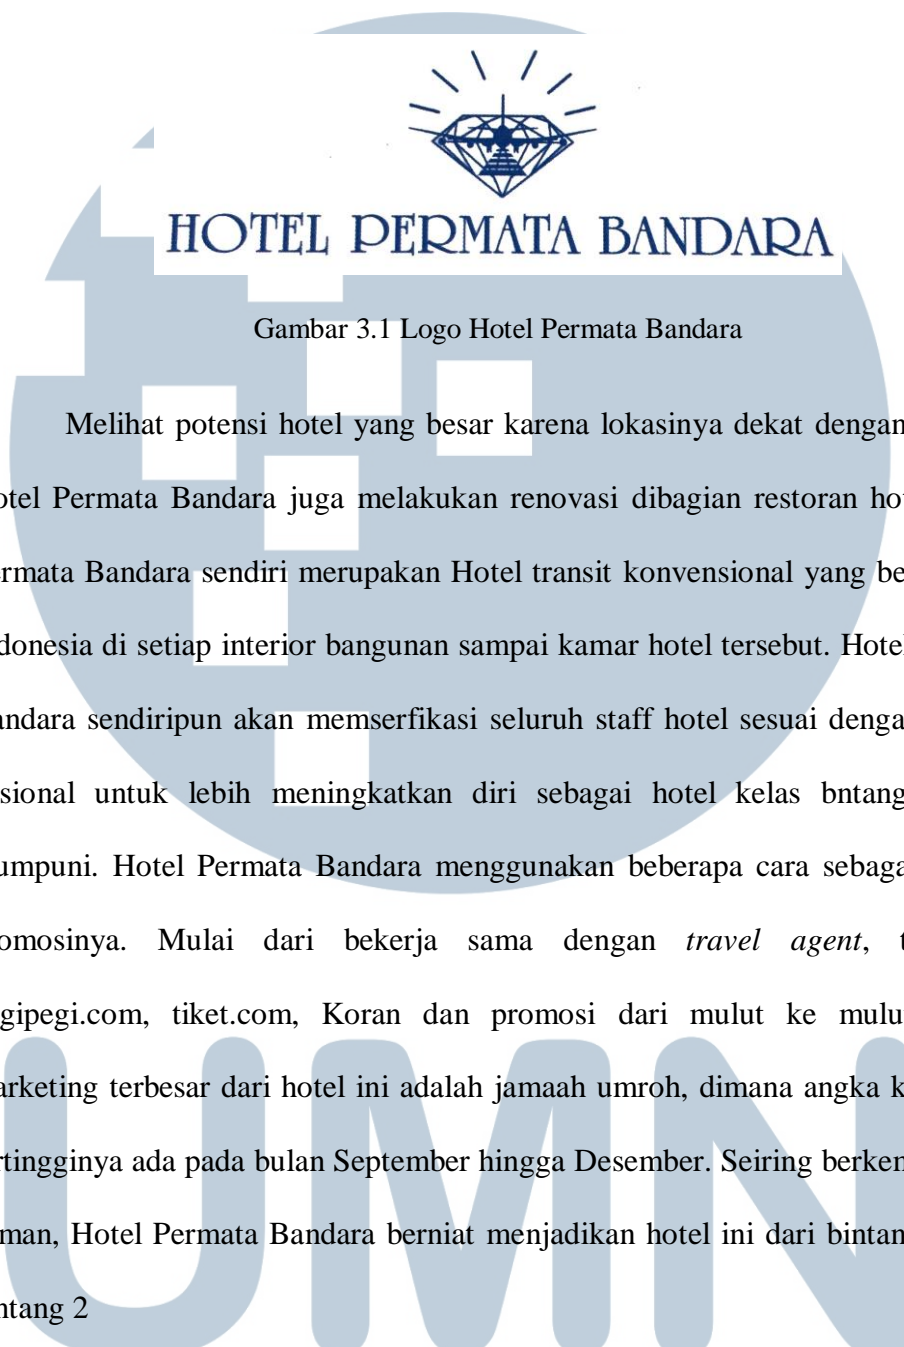 HOTEL PERMATA BANDARA
Gambar 3.1 Logo Hotel Permata Bandara
Melihat potensi hotel yang besar karena lokasinya dekat dengan
otel Permata Bandara juga melakukan renovasi dibagian restoran ho
ermata Bandara sendiri merupakan Hotel transit konvensional yang be
donesia di setiap interior bangunan sampai kamar hotel tersebut. Hotel
andara sendiripun akan memserfikasi seluruh staff hotel sesuai denga
sional untuk lebih meningkatkan diri sebagai hotel kelas bntang
umpuni. Hotel Permata Bandara menggunakan beberapa cara sebaga
omosinya. Mulai dari bekerja sama dengan travel agent, t
gipegi.com, tiket.com, Koran dan promosi dari mulut ke mulu
arketing terbesar dari hotel ini adalah jamaah umroh, dimana angka k
rtingginya ada pada bulan September hingga Desember. Seiring berken
man, Hotel Permata Bandara berniat menjadikan hotel ini dari bintan
ntang 2
UMN